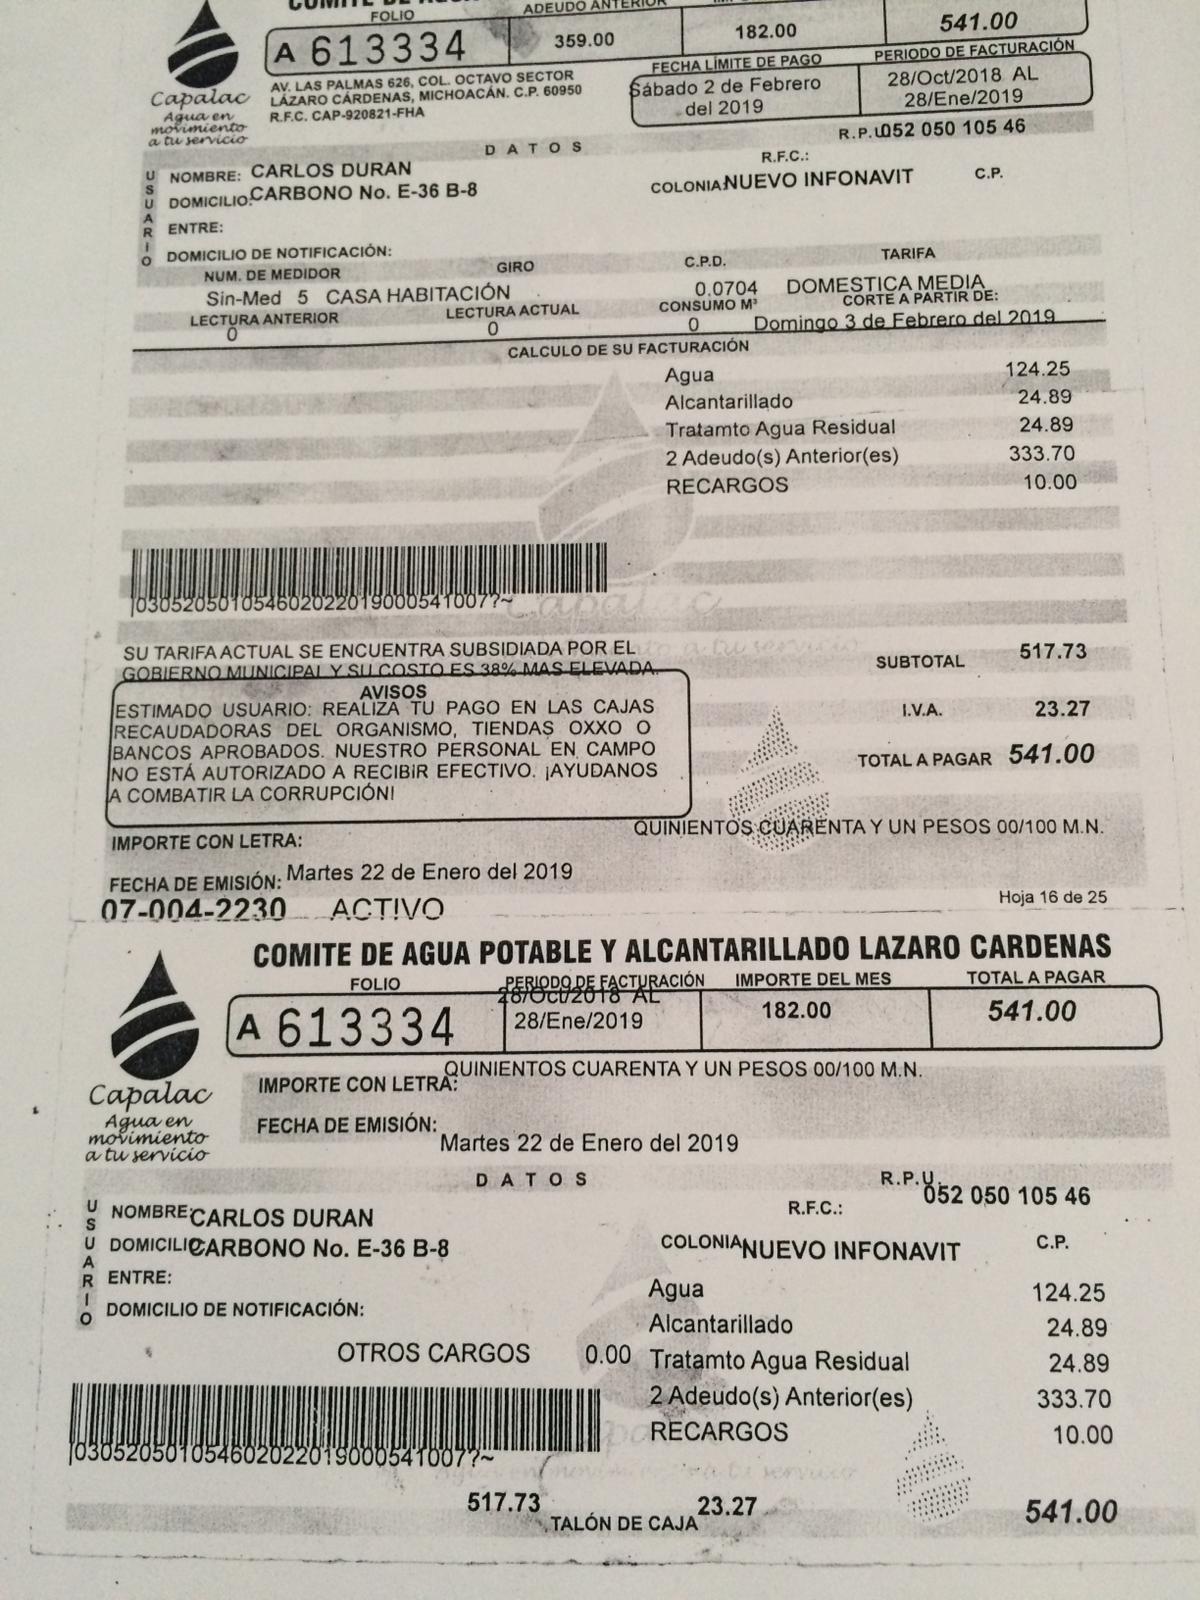 COMITE DE AGUA
FOLIO
ADEUDO ANTERIOR
A 613334
359.00
182.00
541.00
FECHA LÍMITE DE PAGO
PERIODO DE FACTURACIÓN
Sábado 2 de Febrero
del 2019
28/Oct/2018 AL
28/Ene/2019
Capalac
Agua en
movimiento
a tu servicio
AV. LAS PALMAS 626, COL. OCTAVO SECTOR
LÁZARO CÁRDENAS, MICHOACÁN. C.P. 60950
R.F.C. CAP-920821-FHA
R.P.U. 052 050 105 46
DATOS
USUARIO
NOMBRE: CARLOS DURAN
R.F.C.:
DOMICILIO: CARBONO No. E-36 B-8
COLONIA: NUEVO INFONAVIT
C.P.
ENTRE:
DOMICILIO DE NOTIFICACIÓN:
NUM. DE MEDIDOR
GIRO
C.P.D.
TARIFA
Sin-Med 5 CASA HABITACIÓN
0.0704
DOMESTICA MEDIA
LECTURA ANTERIOR
LECTURA ACTUAL
CONSUMO M³
CORTE A PARTIR DE:
0
0
0
Domingo 3 de Febrero del 2019
CALCULO DE SU FACTURACIÓN
Agua 124.25
Alcantarillado 24.89
Tratamto Agua Residual 24.89
2 Adeudo(s) Anterior(es) 333.70
RECARGOS 10.00
|03052050105460202201900054100​7?~
Capalac
a tu servicio
SU TARIFA ACTUAL SE ENCUENTRA SUBSIDIADA POR EL
GOBIERNO MUNICIPAL Y SU COSTO ES 38% MAS ELEVADA.
SUBTOTAL 517.73
AVISOS
ESTIMADO USUARIO: REALIZA TU PAGO EN LAS CAJAS
RECAUDADORAS DEL ORGANISMO, TIENDAS OXXO O
BANCOS APROBADOS. NUESTRO PERSONAL EN CAMPO
NO ESTÁ AUTORIZADO A RECIBIR EFECTIVO. ¡AYUDANOS
A COMBATIR LA CORRUPCIÓN!
I.V.A. 23.27
TOTAL A PAGAR 541.00
IMPORTE CON LETRA:
QUINIENTOS CUARENTA Y UN PESOS 00/100 M.N.
FECHA DE EMISIÓN: Martes 22 de Enero del 2019
07-004-2230 ACTIVO
Hoja 16 de 25
COMITE DE AGUA POTABLE Y ALCANTARILLADO LAZARO CARDENAS
FOLIO
PERIODO DE FACTURACIÓN
IMPORTE DEL MES
TOTAL A PAGAR
A 613334
28/Oct/2018 AL
28/Ene/2019
182.00
541.00
Capalac
Agua en
movimiento
a tu servicio
IMPORTE CON LETRA: QUINIENTOS CUARENTA Y UN PESOS 00/100 M.N.
FECHA DE EMISIÓN: Martes 22 de Enero del 2019
DATOS
R.P.U. 052 050 105 46
USUARIO
NOMBRE: CARLOS DURAN
R.F.C.:
DOMICILIO CARBONO No. E-36 B-8
COLONIA NUEVO INFONAVIT
C.P.
ENTRE:
DOMICILIO DE NOTIFICACIÓN:
Agua 124.25
Alcantarillado 24.89
OTROS CARGOS 0.00
Tratamto Agua Residual 24.89
2 Adeudo(s) Anterior(es) 333.70
RECARGOS 10.00
|030520501054602022019000541007?~
517.73
TALÓN DE CAJA
23.27
541.00